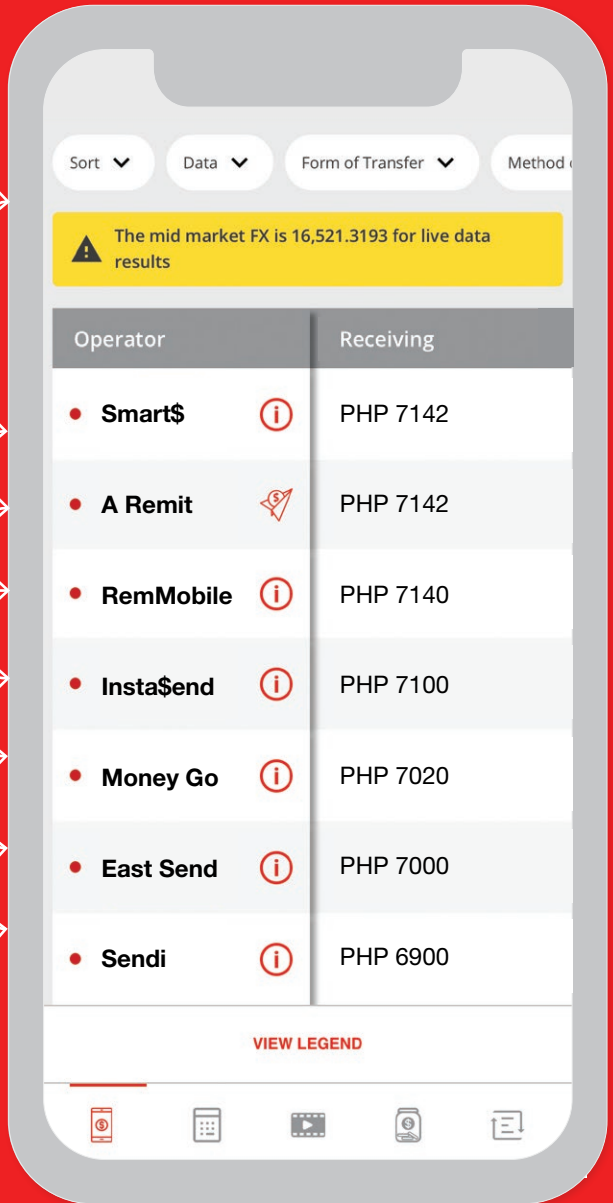 Sort Data Form of Transfer Method
The mid market FX is 16,521.3193 for live data
results
Operator Receiving
Smart$ PHP 7142
A Remit PHP 7142
RemMobile PHP 7140
Insta$end PHP 7100
Money Go PHP 7020
East Send PHP 7000
Sendi PHP 6900
VIEW LEGEND